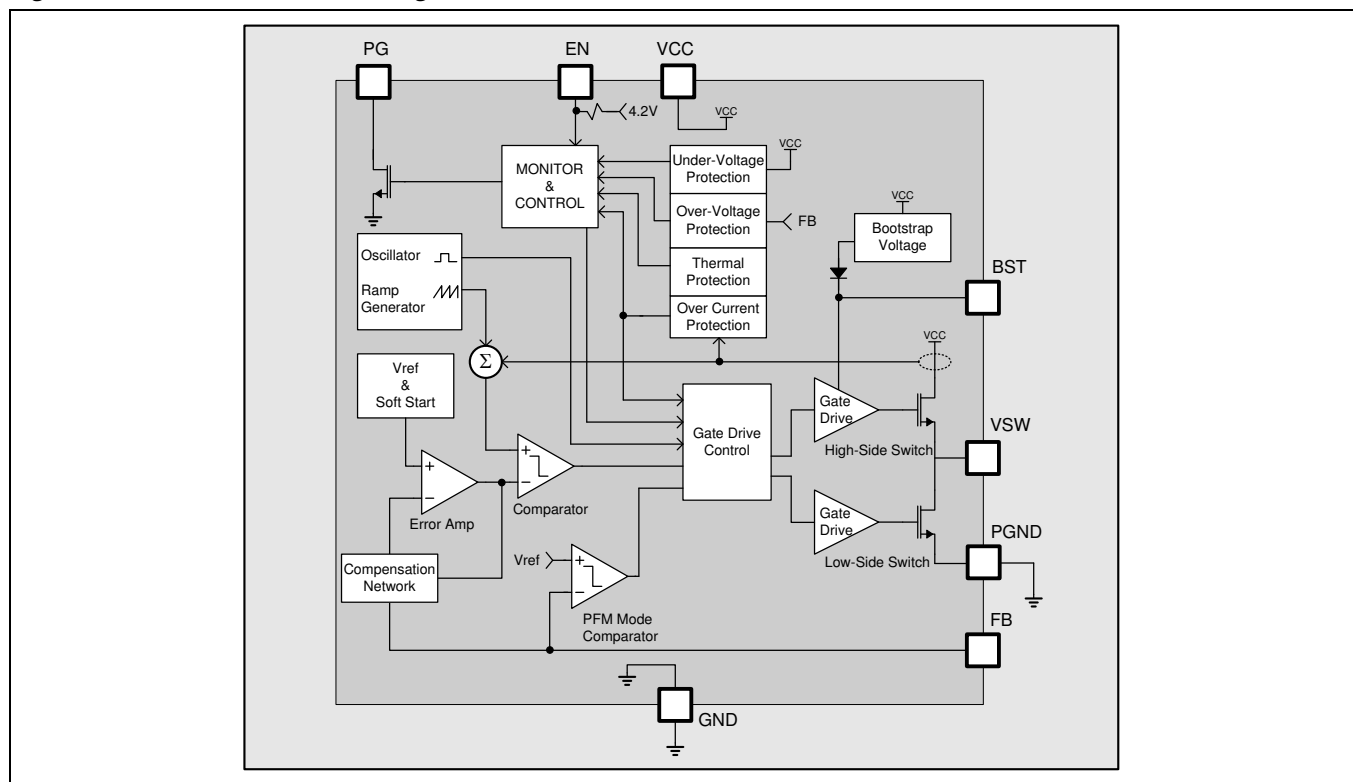 PG
EN
VCC
4.2V
VCC
MONITOR
&
CONTROL
Under-Voltage
Protection
VCC
Over-Voltage
Protection
FB
Thermal
Protection
Over Current
Protection
VCC
Bootstrap
Voltage
BST
Oscillator
Ramp
Generator
Σ
VCC
Vref
&
Soft Start
Gate Drive
Control
Gate
Drive
High-Side Switch
VSW
+
−
Error Amp
+
−
Comparator
Gate
Drive
Low-Side Switch
PGND
Compensation
Network
Vref
+
−
PFM Mode
Comparator
FB
GND